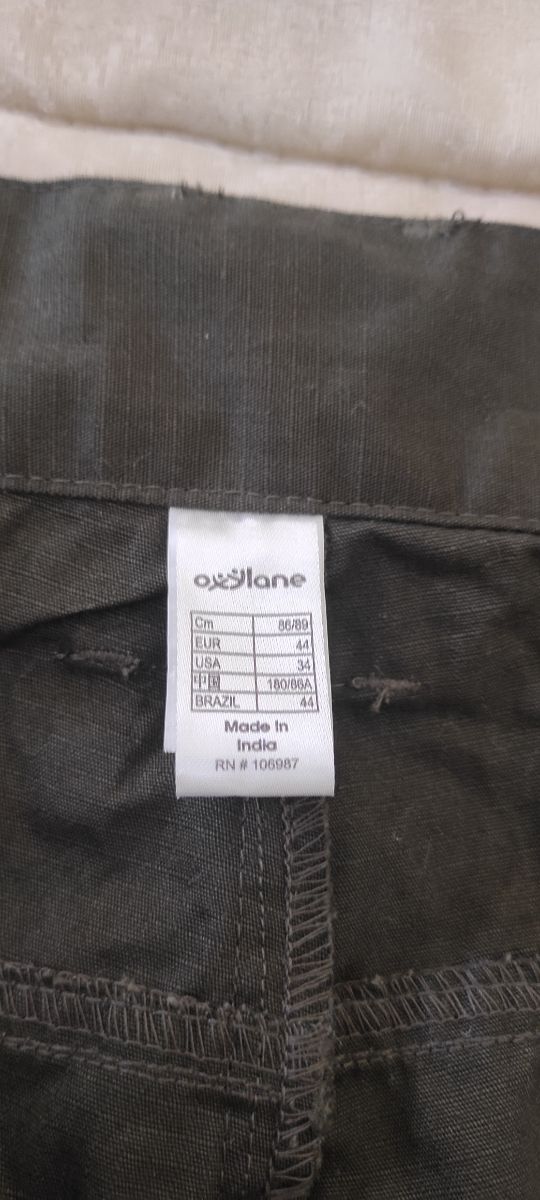 oxylane
Cm 86/89
EUR 44
USA 34
中国 180/86A
BRAZIL 44
Made In
India
RN # 106987